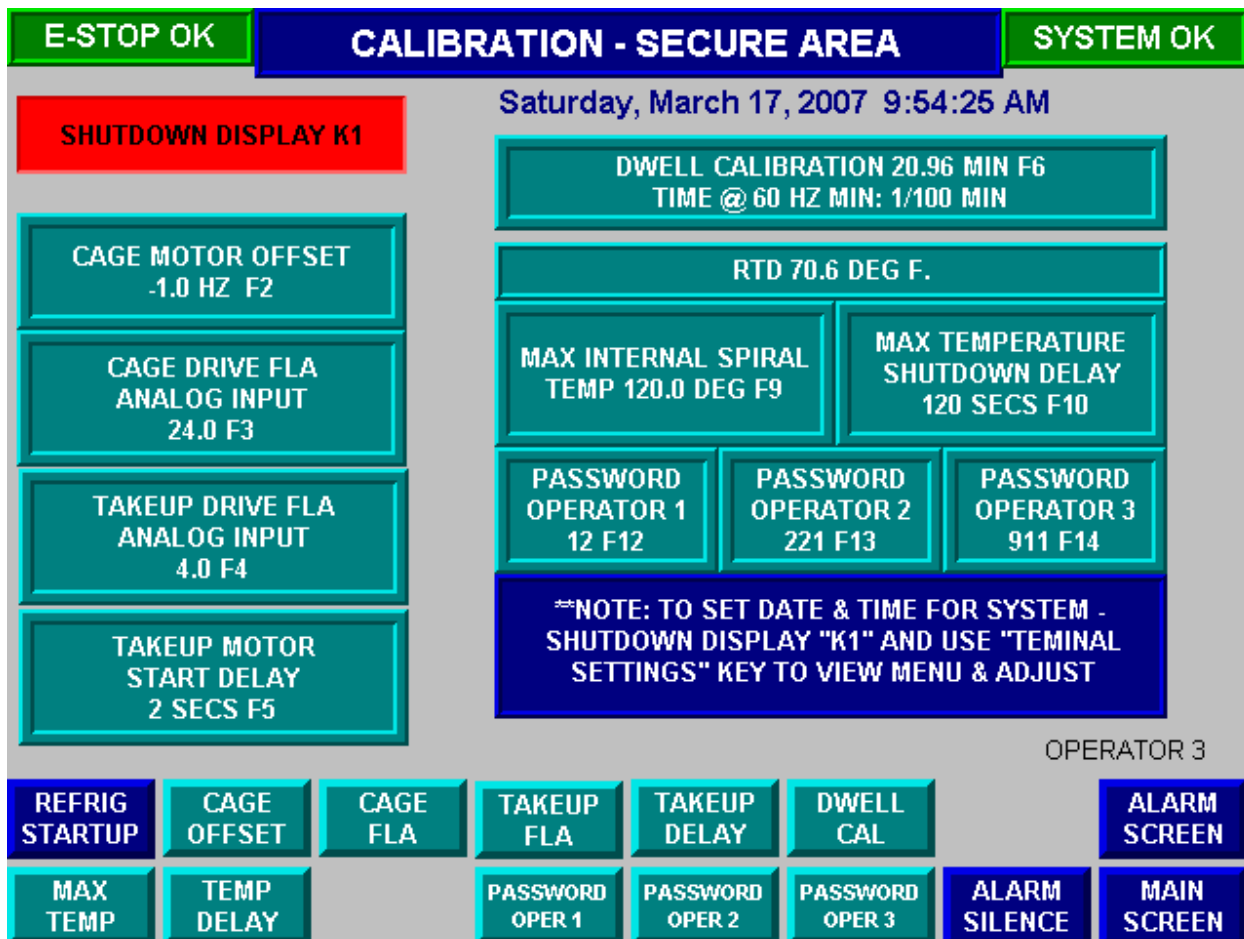 E-STOP OK
CALIBRATION - SECURE AREA
SYSTEM OK
Saturday, March 17, 2007 9:54:25 AM
SHUTDOWN DISPLAY K1
CAGE MOTOR OFFSET
-1.0 HZ F2
CAGE DRIVE FLA
ANALOG INPUT
24.0 F3
TAKEUP DRIVE FLA
ANALOG INPUT
4.0 F4
TAKEUP MOTOR
START DELAY
2 SECS F5
DWELL CALIBRATION 20.96 MIN F6
TIME @ 60 HZ MIN: 1/100 MIN
RTD 70.6 DEG F.
MAX INTERNAL SPIRAL
TEMP 120.0 DEG F9
MAX TEMPERATURE
SHUTDOWN DELAY
120 SECS F10
PASSWORD
OPERATOR 1
12 F12
PASSWORD
OPERATOR 2
221 F13
PASSWORD
OPERATOR 3
911 F14
**NOTE: TO SET DATE & TIME FOR SYSTEM -
SHUTDOWN DISPLAY "K1" AND USE "TEMINAL
SETTINGS" KEY TO VIEW MENU & ADJUST
OPERATOR 3
REFRIG
STARTUP
CAGE
OFFSET
CAGE
FLA
TAKEUP
FLA
TAKEUP
DELAY
DWELL
CAL
ALARM
SCREEN
MAX
TEMP
TEMP
DELAY
PASSWORD
OPER 1
PASSWORD
OPER 2
PASSWORD
OPER 3
ALARM
SILENCE
MAIN
SCREEN